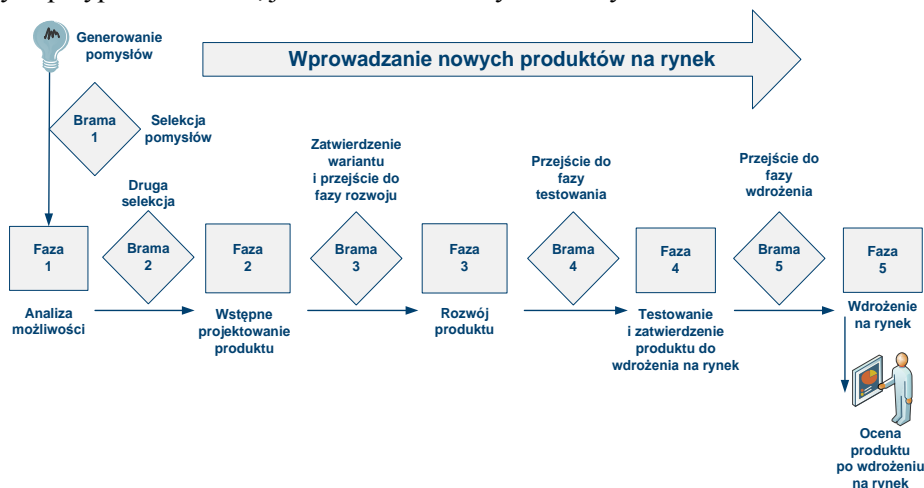 Generowanie
pomysłów
Wprowadzanie nowych produktów na rynek
Brama
1
Selekcja
pomysłów
Druga
selekcja
Zatwierdzenie
wariantu
i przejście do
fazy rozwoju
Przejście do
fazy
testowania
Przejście do
fazy
wdrożenia
Faza
1
Brama
2
Faza
2
Brama
3
Faza
3
Brama
4
Faza
4
Brama
5
Faza
5
Analiza
możliwości
Wstępne
projektowanie
produktu
Rozwój
produktu
Testowanie
i zatwierdzenie
produktu do
wdrożenia na rynek
Wdrożenie
na rynek
Ocena
produktu
po wdrożeniu
na rynek